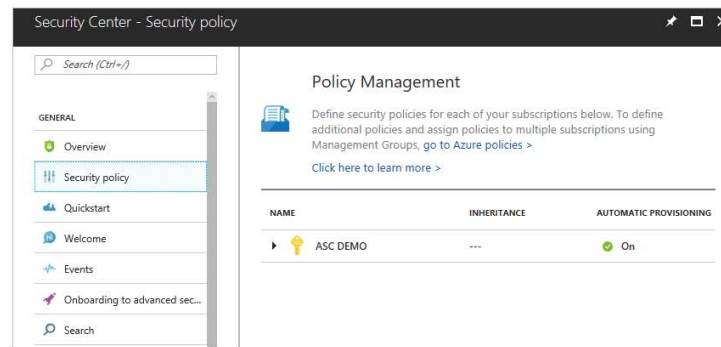 Security Center - Security policy
Search (Ctrl+/)
GENERAL
Overview
Security policy
Quickstart
Welcome
Events
Onboarding to advanced sec...
Search
Policy Management
Define security policies for each of your subscriptions below. To define
additional policies and assign policies to multiple subscriptions using
Management Groups, go to Azure policies >
Click here to learn more >
NAME INHERITANCE AUTOMATIC PROVISIONING
ASC DEMO --- On